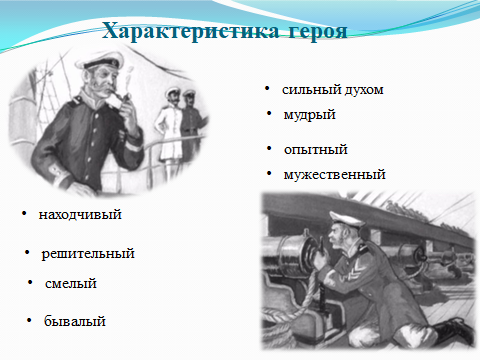 Характеристика героя
• сильный духом
• мудрый
• опытный
• мужественный
• находчивый
• решительный
• смелый
• бывалый